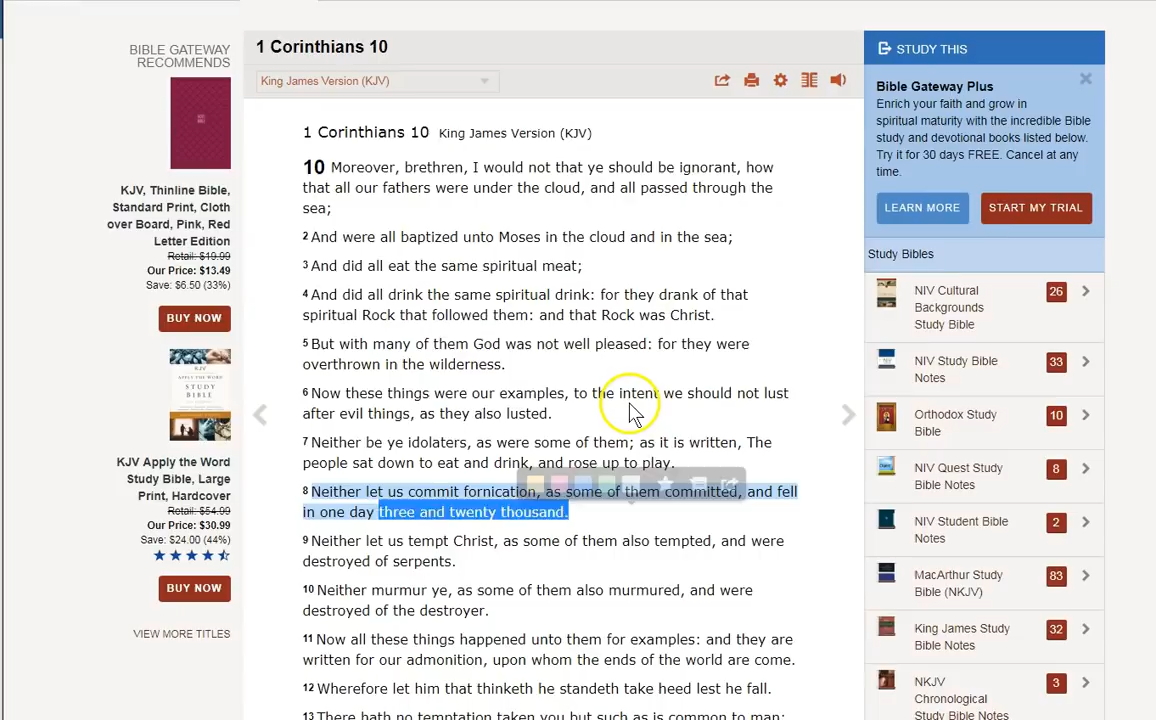 BIBLE GATEWAY
RECOMMENDS
KJV, Thinline Bible,
Standard Print, Cloth
over Board, Pink, Red
Letter Edition
Retail: $19.99
Our Price: $13.49
Save: $6.50 (33%)
BUY NOW
KJV
APPLY THE WORD
STUDY
BIBLE
KJV Apply the Word
Study Bible, Large
Print, Hardcover
Retail: $54.99
Our Price: $30.99
Save: $24.00 (44%)
BUY NOW
VIEW MORE TITLES
1 Corinthians 10
King James Version (KJV)
1 Corinthians 10 King James Version (KJV)
10 Moreover, brethren, I would not that ye should be ignorant, how
that all our fathers were under the cloud, and all passed through the
sea;
2 And were all baptized unto Moses in the cloud and in the sea;
3 And did all eat the same spiritual meat;
4 And did all drink the same spiritual drink: for they drank of that
spiritual Rock that followed them: and that Rock was Christ.
5 But with many of them God was not well pleased: for they were
overthrown in the wilderness.
6 Now these things were our examples, to the intent we should not lust
after evil things, as they also lusted.
7 Neither be ye idolaters, as were some of them; as it is written, The
people sat down to eat and drink, and rose up to play.
8 Neither let us commit fornication, as some of them committed, and fell
in one day three and twenty thousand.
9 Neither let us tempt Christ, as some of them also tempted, and were
destroyed of serpents.
10 Neither murmur ye, as some of them also murmured, and were
destroyed of the destroyer.
11 Now all these things happened unto them for examples: and they are
written for our admonition, upon whom the ends of the world are come.
12 Wherefore let him that thinketh he standeth take heed lest he fall.
13 There hath no temptation taken you but such as is common to man:
STUDY THIS
Bible Gateway Plus
Enrich your faith and grow in
spiritual maturity with the incredible Bible
study and devotional books listed below.
Try it for 30 days FREE. Cancel at any
time.
LEARN MORE
START MY TRIAL
Study Bibles
NIV Cultural
Backgrounds
Study Bible
26
NIV Study Bible
Notes
33
Orthodox Study
Bible
10
NIV Quest Study
Bible Notes
8
NIV Student Bible
Notes
2
MacArthur Study
Bible (NKJV)
83
King James Study
Bible Notes
32
NKJV
Chronological
Study Bible Notes
3